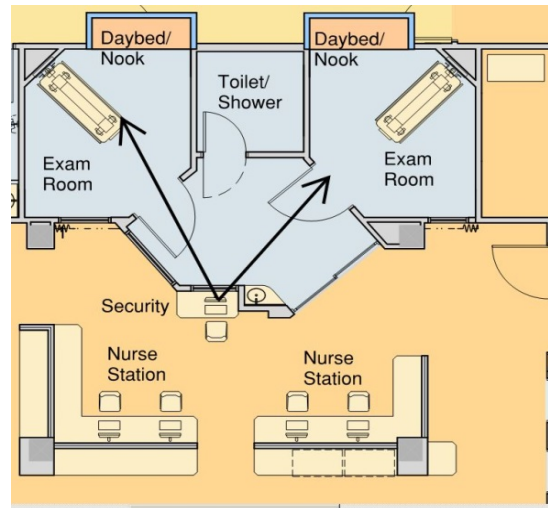 Daybed/
Nook
Daybed/
Nook
Toilet/
Shower
Exam
Room
Exam
Room
Security
Nurse
Station
Nurse
Station